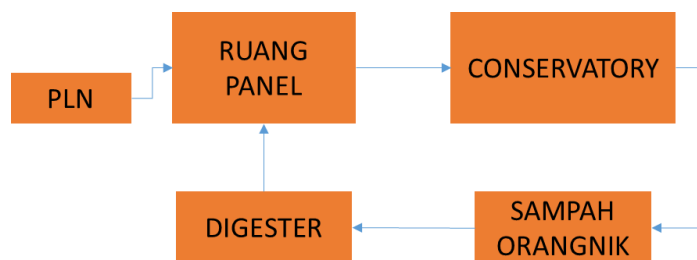 RUANG
PANEL
CONSERVATORY
PLN
DIGESTER
SAMPAH
ORANGNIK